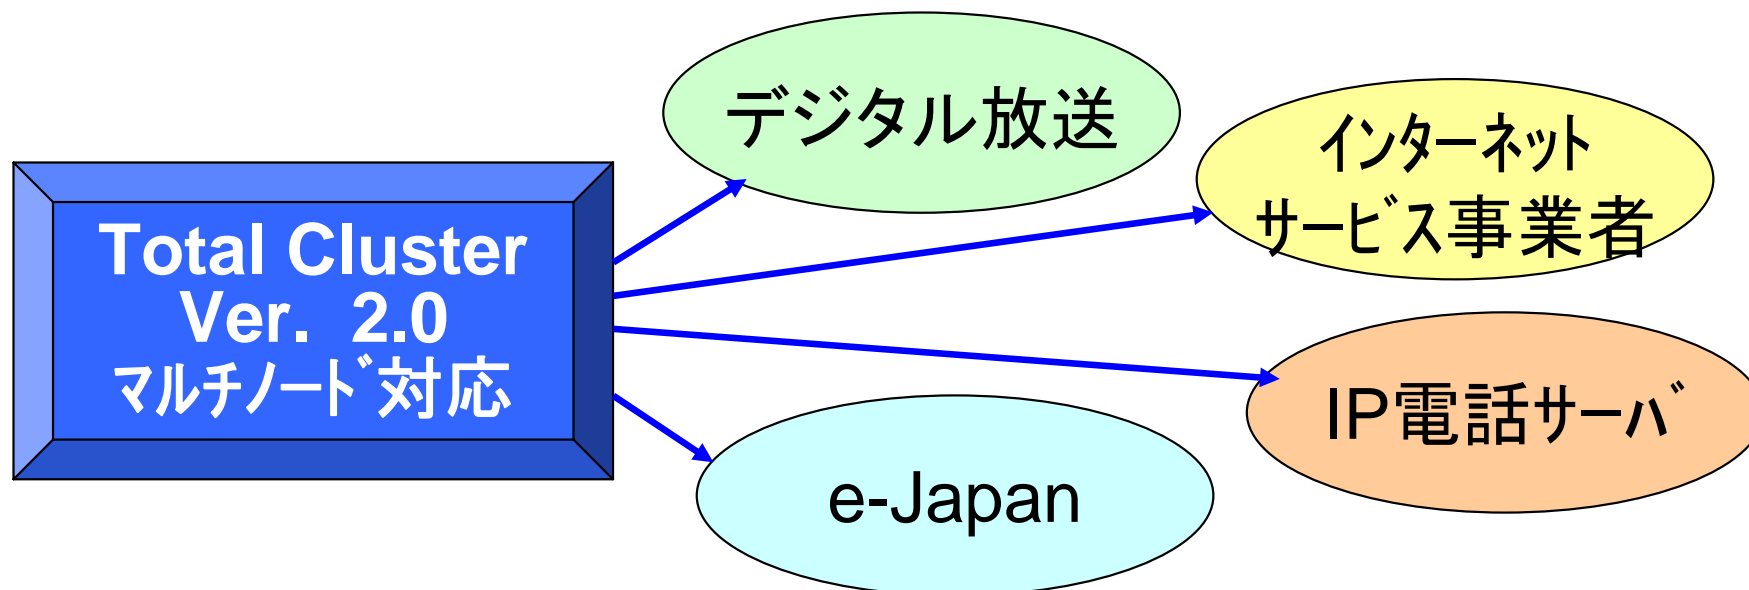 Total Cluster
Ver. 2.0
ﾏﾙﾁﾉｰﾄﾞ対応
デジタル放送
ｲﾝﾀｰﾈｯﾄ
ｻｰﾋﾞｽ事業者
IP電話ｻｰﾊﾞ
e-Japan